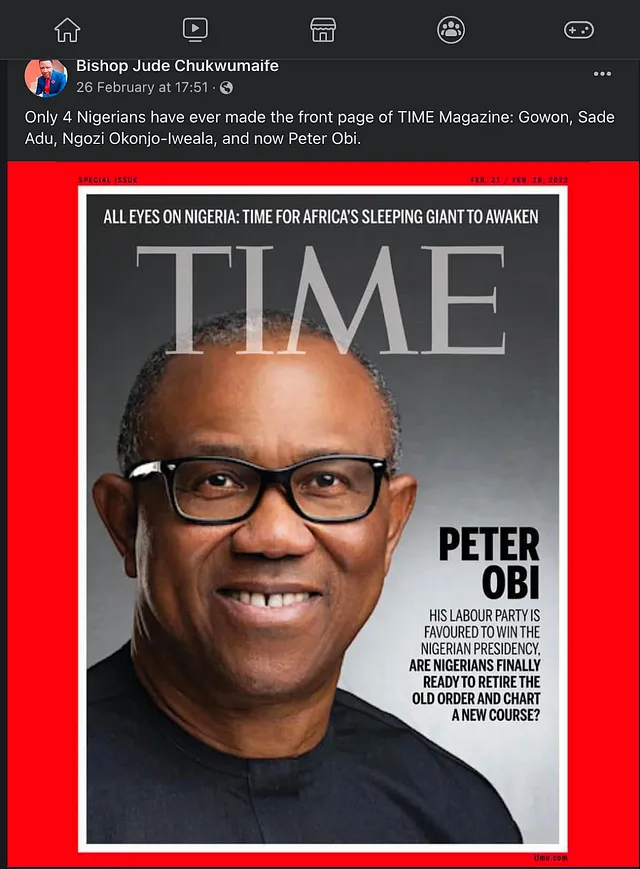 Bishop Jude Chukwumaife
26 February at 17:51 ·
Only 4 Nigerians have ever made the front page of TIME Magazine: Gowon, Sade
Adu, Ngozi Okonjo-Iweala, and now Peter Obi.
SPECIAL ISSUE
FEB. 21 / FEB. 28, 2023
ALL EYES ON NIGERIA: TIME FOR AFRICA'S SLEEPING GIANT TO AWAKEN
TIME
PETER
OBI
HIS LABOUR PARTY IS
FAVOURED TO WIN THE
NIGERIAN PRESIDENCY,
ARE NIGERIANS FINALLY
READY TO RETIRE THE
OLD ORDER AND CHART
A NEW COURSE?
time.com